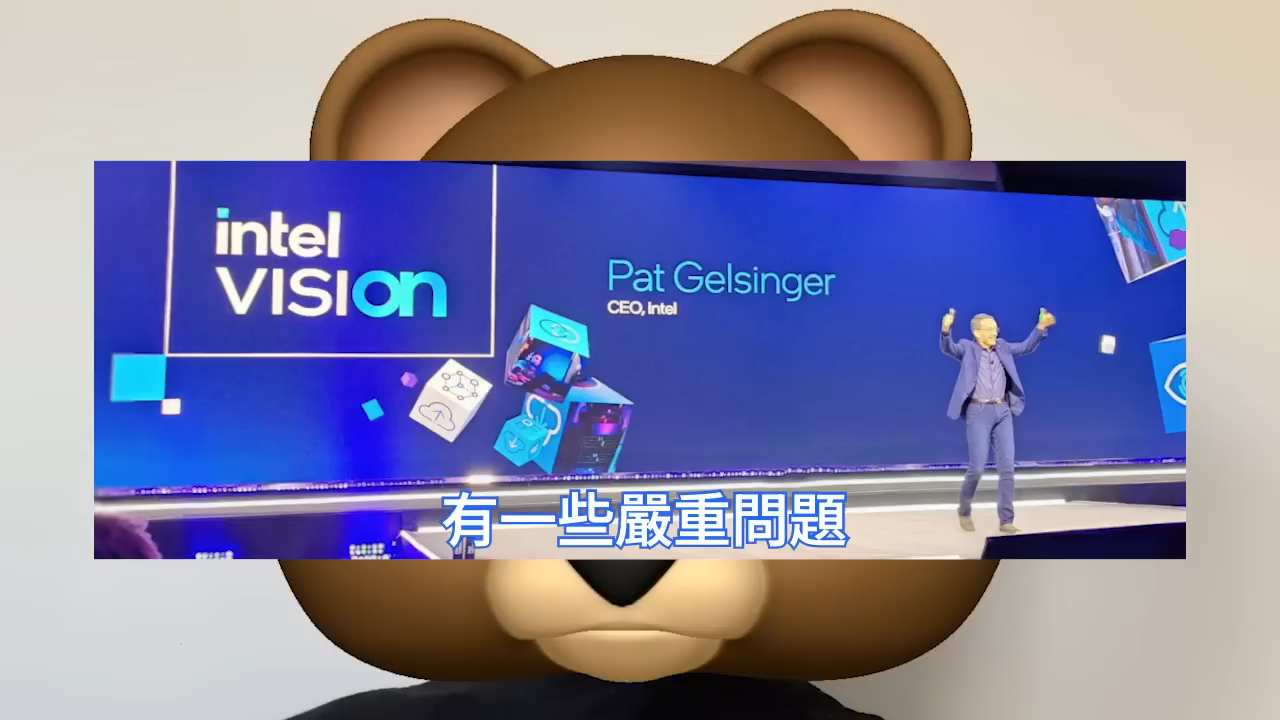 intel
VISION
Pat Gelsinger
CEO, Intel
有一些嚴重問題